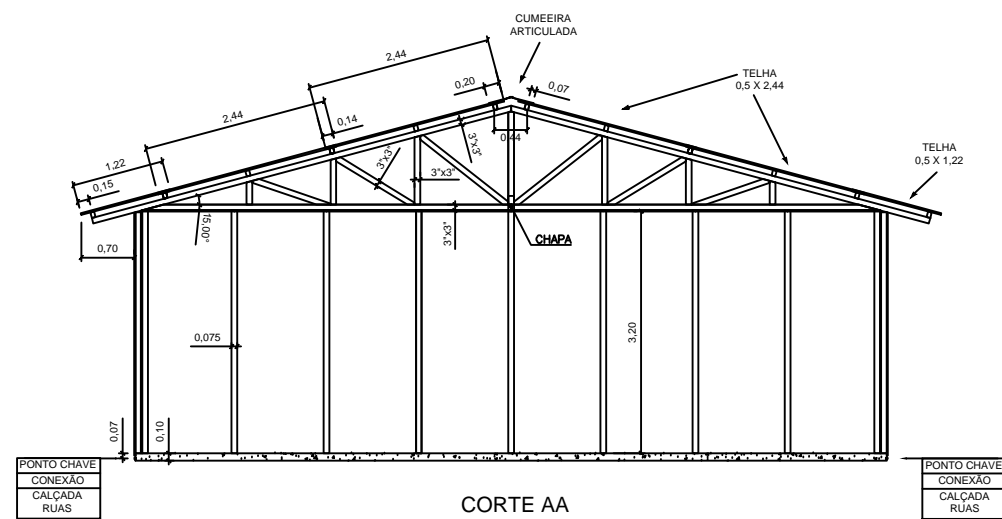 CUMEEIRA
ARTICULADA
2,44
0,20
0,07
TELHA
0,5 X 2,44
2,44
0,14
3"x3"
0,44
1,22
3"x3"
3"x3"
TELHA
0,5 X 1,22
0,15
15,00°
3"x3"
CHAPA
0,70
0,075
3,20
0,07
0,10
PONTO CHAVE
CONEXÃO
CALÇADA
RUAS
PONTO CHAVE
CONEXÃO
CALÇADA
RUAS
CORTE AA